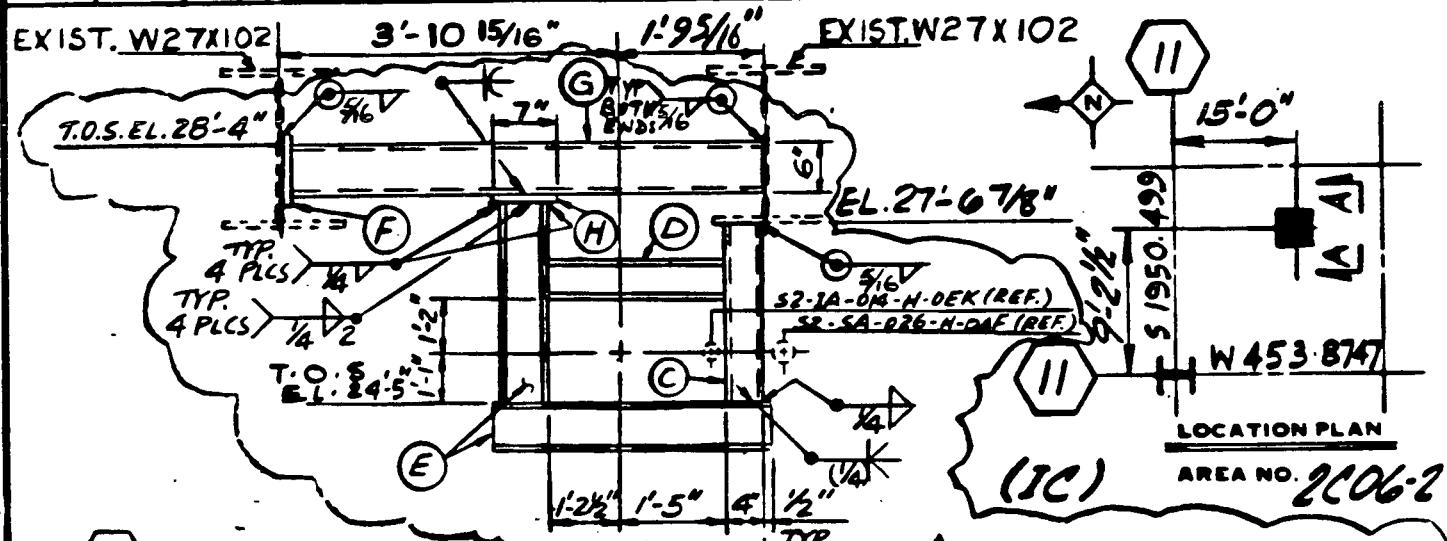 EXIST. W27X102
3'-10 15/16"
1'-9 5/16"
EXIST. W27X102
11
5/16
7"
G
TYP
BOTH
ENDS
5/16
N
15'-0"
T.O.S. EL. 28'-4"
6"
F
H
D
EL. 27'-6 7/8"
A
A
TYP.
4 PLCS
1/4
5/16
S 1950.499
9'-2 1/2"
TYP.
4 PLCS
1/4
2
1'-2"
S2-SA-026-H-0AF (REF.)
W 453.8747
T.O.S
EL. 24'-5"
1'-1"
C
11
1/4
E
(1/4)
LOCATION PLAN
(IC)
AREA NO. 2C06-2
1'-2 1/2"
1'-5"
4"
1/2"
TYP